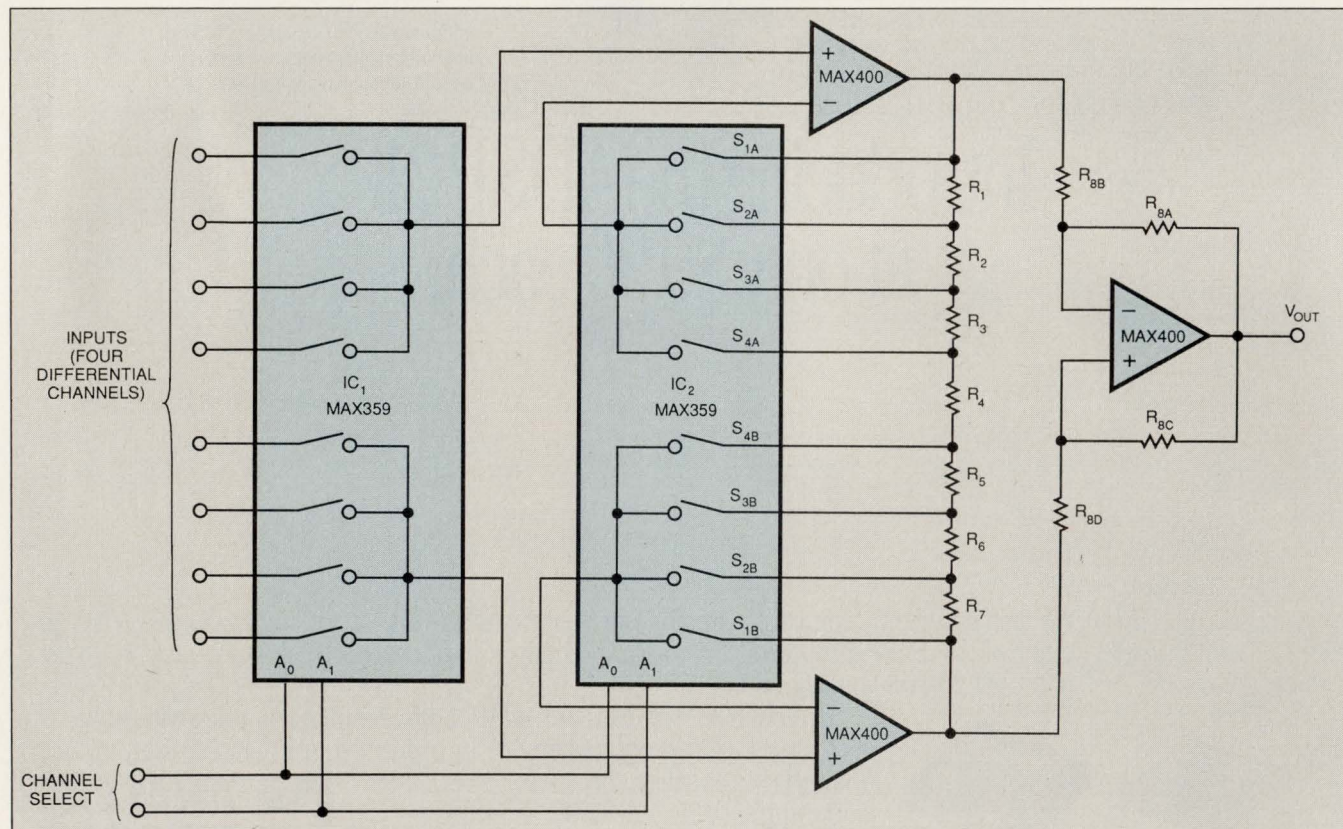 MAX400
+
−
S1A
S2A
S3A
S4A
S4B
S3B
S2B
S1B
R1
R2
R3
R4
R5
R6
R7
R8B
R8A
−
MAX400
+
VOUT
R8C
R8D
INPUTS
(FOUR
DIFFERENTIAL
CHANNELS)
IC1
MAX359
IC2
MAX359
A0 A1
A0 A1
−
MAX400
+
CHANNEL
SELECT